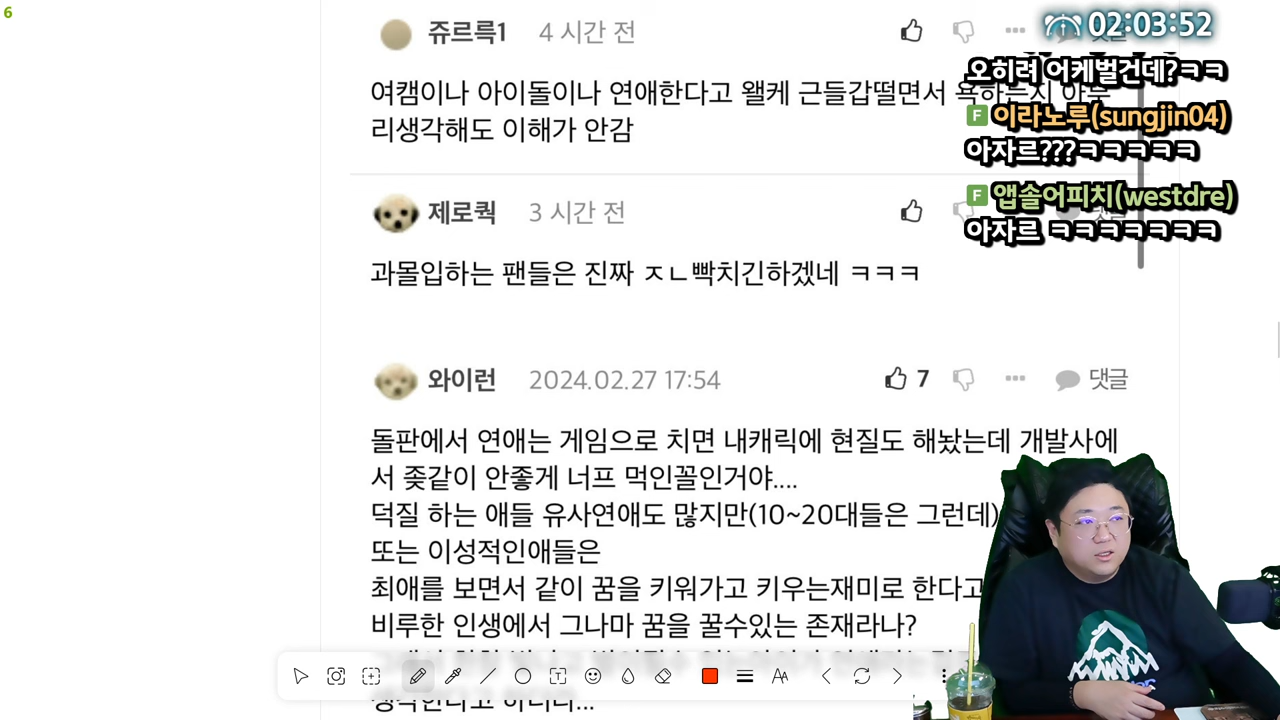 6
쥬르륵1 4 시간 전
여캠이나 아이돌이나 연애한다고 왤케 근들갑떨면서 욕하는지 아무
리생각해도 이해가 안감
제로쿽 3 시간 전
과몰입하는 팬들은 진짜 ㅈㄴ빡치긴하겠네 ㅋㅋㅋ
와이런 2024.02.27 17:54 7 댓글
돌판에서 연애는 게임으로 치면 내캐릭에 현질도 해놨는데 개발사에
서 좆같이 안좋게 너프 먹인꼴인거야....
덕질 하는 애들 유사연애도 많지만(10~20대들은 그런데)
또는 이성적인애들은
최애를 보면서 같이 꿈을 키워가고 키우는재미로 한다고
비루한 인생에서 그나마 꿈을 꿀수있는 존재라나?
02:03:52
오히려 어케벌건데?ㅋㅋ
F 이라노루(sungjin04)
아자르???ㅋㅋㅋㅋㅋ
F 앱솔어피치(westdre)
아자르 ㅋㅋㅋㅋㅋㅋㅋ